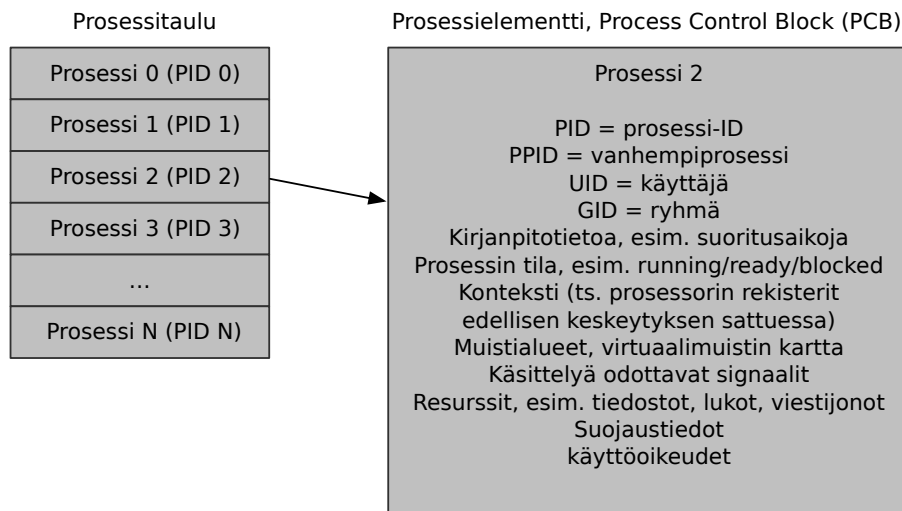 Prosessitaulu
Prosessi 0 (PID 0)
Prosessi 1 (PID 1)
Prosessi 2 (PID 2)
Prosessi 3 (PID 3)
...
Prosessi N (PID N)
Prosessielementti, Process Control Block (PCB)
Prosessi 2
PID = prosessi-ID
PPID = vanhempiprosessi
UID = käyttäjä
GID = ryhmä
Kirjanpitotietoa, esim. suoritusaikoja
Prosessin tila, esim. running/ready/blocked
Konteksti (ts. prosessorin rekisterit
edellisen keskeytyksen sattuessa)
Muistialueet, virtuaalimuistin kartta
Käsittelyä odottavat signaalit
Resurssit, esim. tiedostot, lukot, viestijonot
Suojaustiedot
käyttöoikeudet